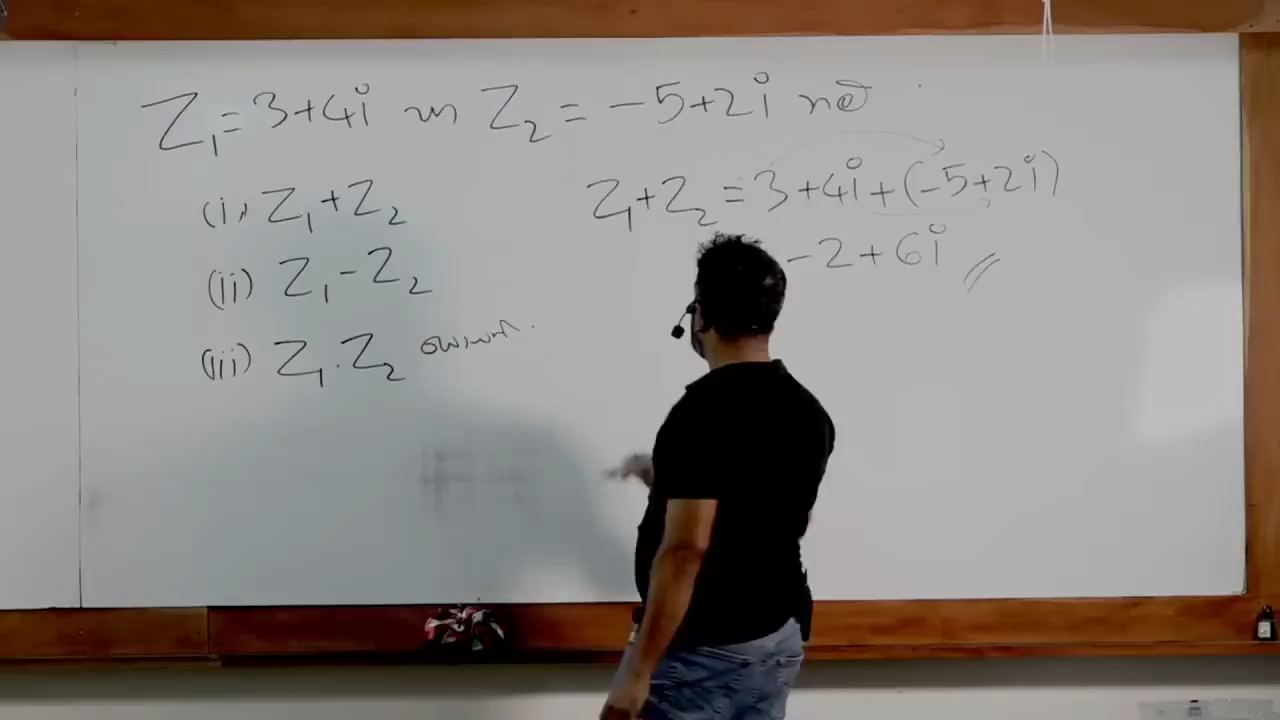 Z₁ = 3+4i Z₂ = -5+2i
(i) Z₁+Z₂
(ii) Z₁-Z₂
(iii) Z₁.Z₂
Z₁+Z₂ = 3+4i+(-5+2i)
-2+6i //